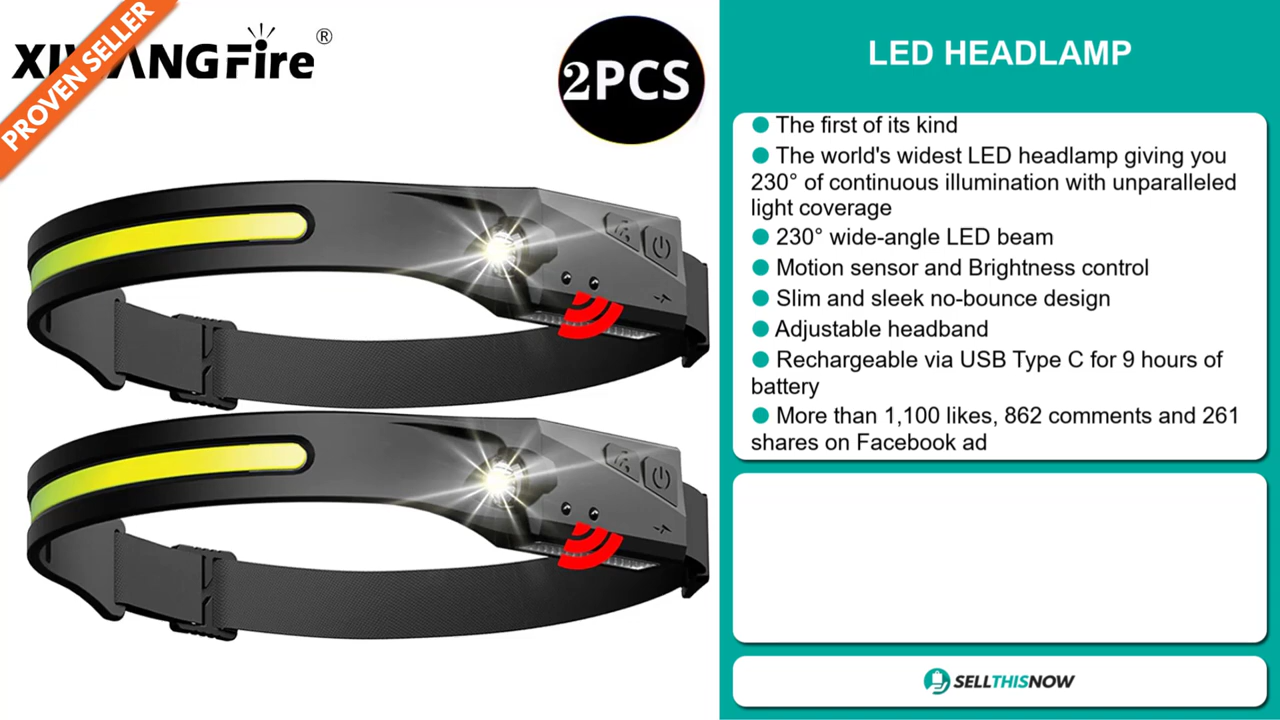 PROVEN SELLER
Fire®
2PCS
LED HEADLAMP
● The first of its kind
● The world's widest LED headlamp giving you
230° of continuous illumination with unparalleled
light coverage
● 230° wide-angle LED beam
● Motion sensor and Brightness control
● Slim and sleek no-bounce design
● Adjustable headband
● Rechargeable via USB Type C for 9 hours of
battery
● More than 1,100 likes, 862 comments and 261
shares on Facebook ad
SELLTHISNOW